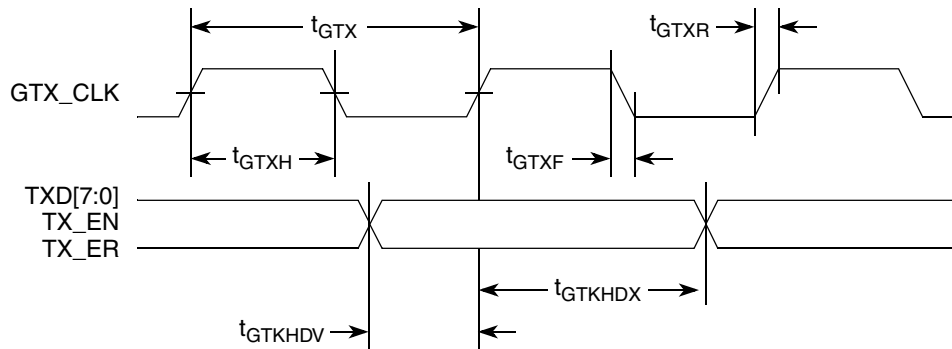 tGTX
tGTXR
GTX_CLK
tGTXH
tGTXF
TXD[7:0]
TX_EN
TX_ER
tGTKHDX
tGTKHDV